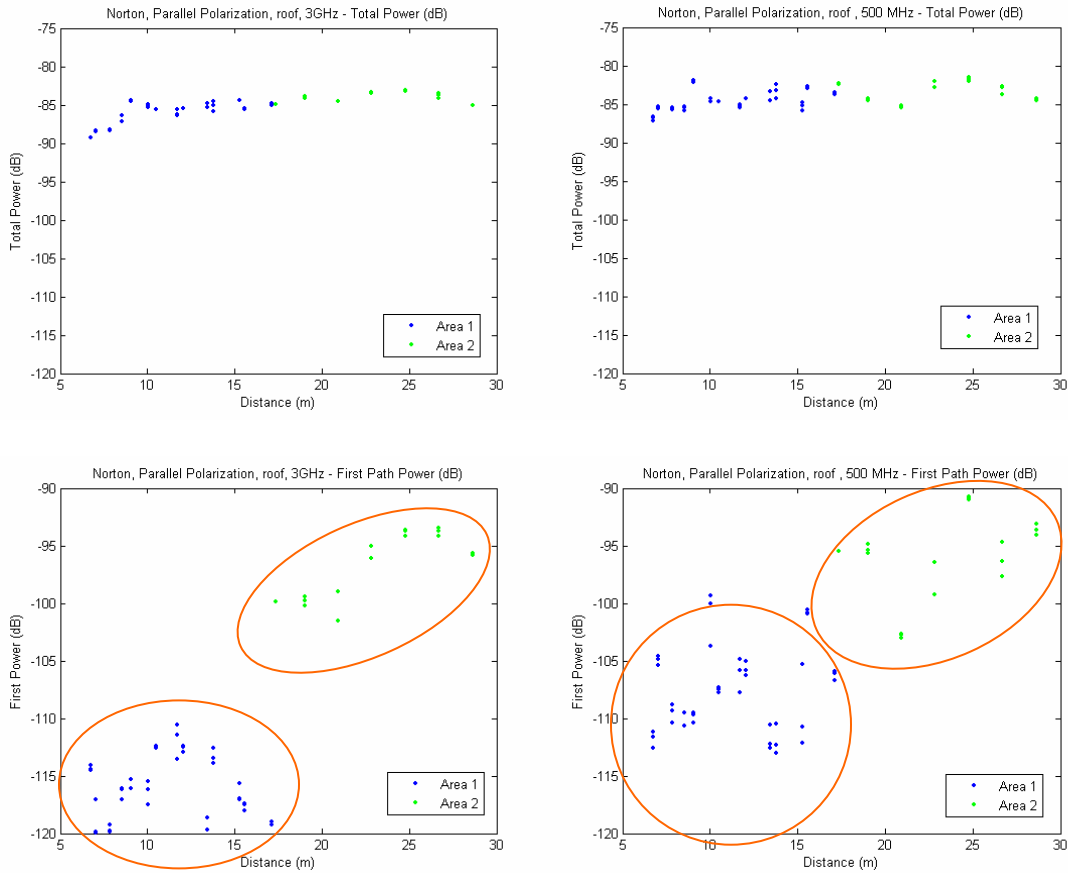 Norton, Parallel Polarization, roof, 3GHz - Total Power (dB)
-75
-80
-85
-90
-95
-100
-105
-110
-115
-120
Total Power (dB)
5
10
15
20
25
30
Distance (m)
Area 1
Area 2
Norton, Parallel Polarization, roof , 500 MHz - Total Power (dB)
-75
-80
-85
-90
-95
-100
-105
-110
-115
-120
Total Power (dB)
5
10
15
20
25
30
Distance (m)
Area 1
Area 2
Norton, Parallel Polarization, roof, 3GHz - First Path Power (dB)
-90
-95
-100
-105
-110
-115
-120
First Power (dB)
5
10
15
20
25
30
Distance (m)
Area 1
Area 2
Norton, Parallel Polarization, roof , 500 MHz - First Path Power (dB)
-90
-95
-100
-105
-110
-115
-120
First Power (dB)
5
10
15
20
25
30
Distance (m)
Area 1
Area 2